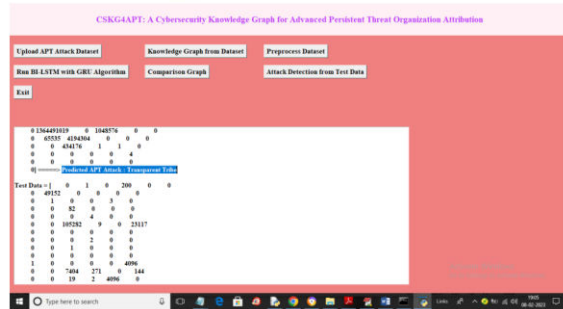 CSKG4APT: A Cybersecurity Knowledge Graph for Advanced Persistent Threat Organization Attribution
Upload APT Attack Dataset Knowledge Graph from Dataset Preprocess Dataset
Run BI-LSTM with GRU Algorithm Comparison Graph Attack Detection from Test Data
Exit
0 1364491019 0 1048576 0 0
0 65535 4194304 0 0 0
0 0 434176 1 1 0
0 0 0 0 0 4
0 0 0 0 0 0
0] =====> Predicted APT Attack : Transparent Tribe
Test Data = [ 0 1 0 200 0 0
0 49152 0 0 0 0
0 1 0 0 3 0
0 0 82 0 0 0
0 0 0 4 0 0
0 0 105282 9 0 23117
0 0 0 0 0 0
0 0 0 2 0 0
0 0 1 0 0 0
0 0 0 0 0 0
1 0 0 0 0 4096
0 0 7404 271 0 144
0 0 19 2 4096 0
Type here to search
Links
19:05
08-02-2023